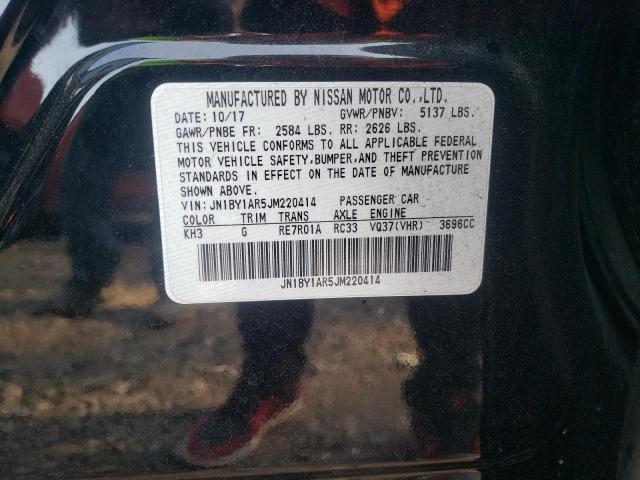 MANUFACTURED BY NISSAN MOTOR CO.,LTD.
DATE: 10/17 GVWR/PNBV: 5137 LBS.
GAWR/PNBE FR: 2584 LBS. RR: 2626 LBS.
THIS VEHICLE CONFORMS TO ALL APPLICABLE FEDERAL
MOTOR VEHICLE SAFETY, BUMPER, AND THEFT PREVENTION
STANDARDS IN EFFECT ON THE DATE OF MANUFACTURE
SHOWN ABOVE.
VIN: JN1BY1AR5JM220414 PASSENGER CAR
COLOR TRIM TRANS AXLE ENGINE
KH3 G RE7R01A RC33 VQ37(VHR) 3696CC
JN1BY1AR5JM220414